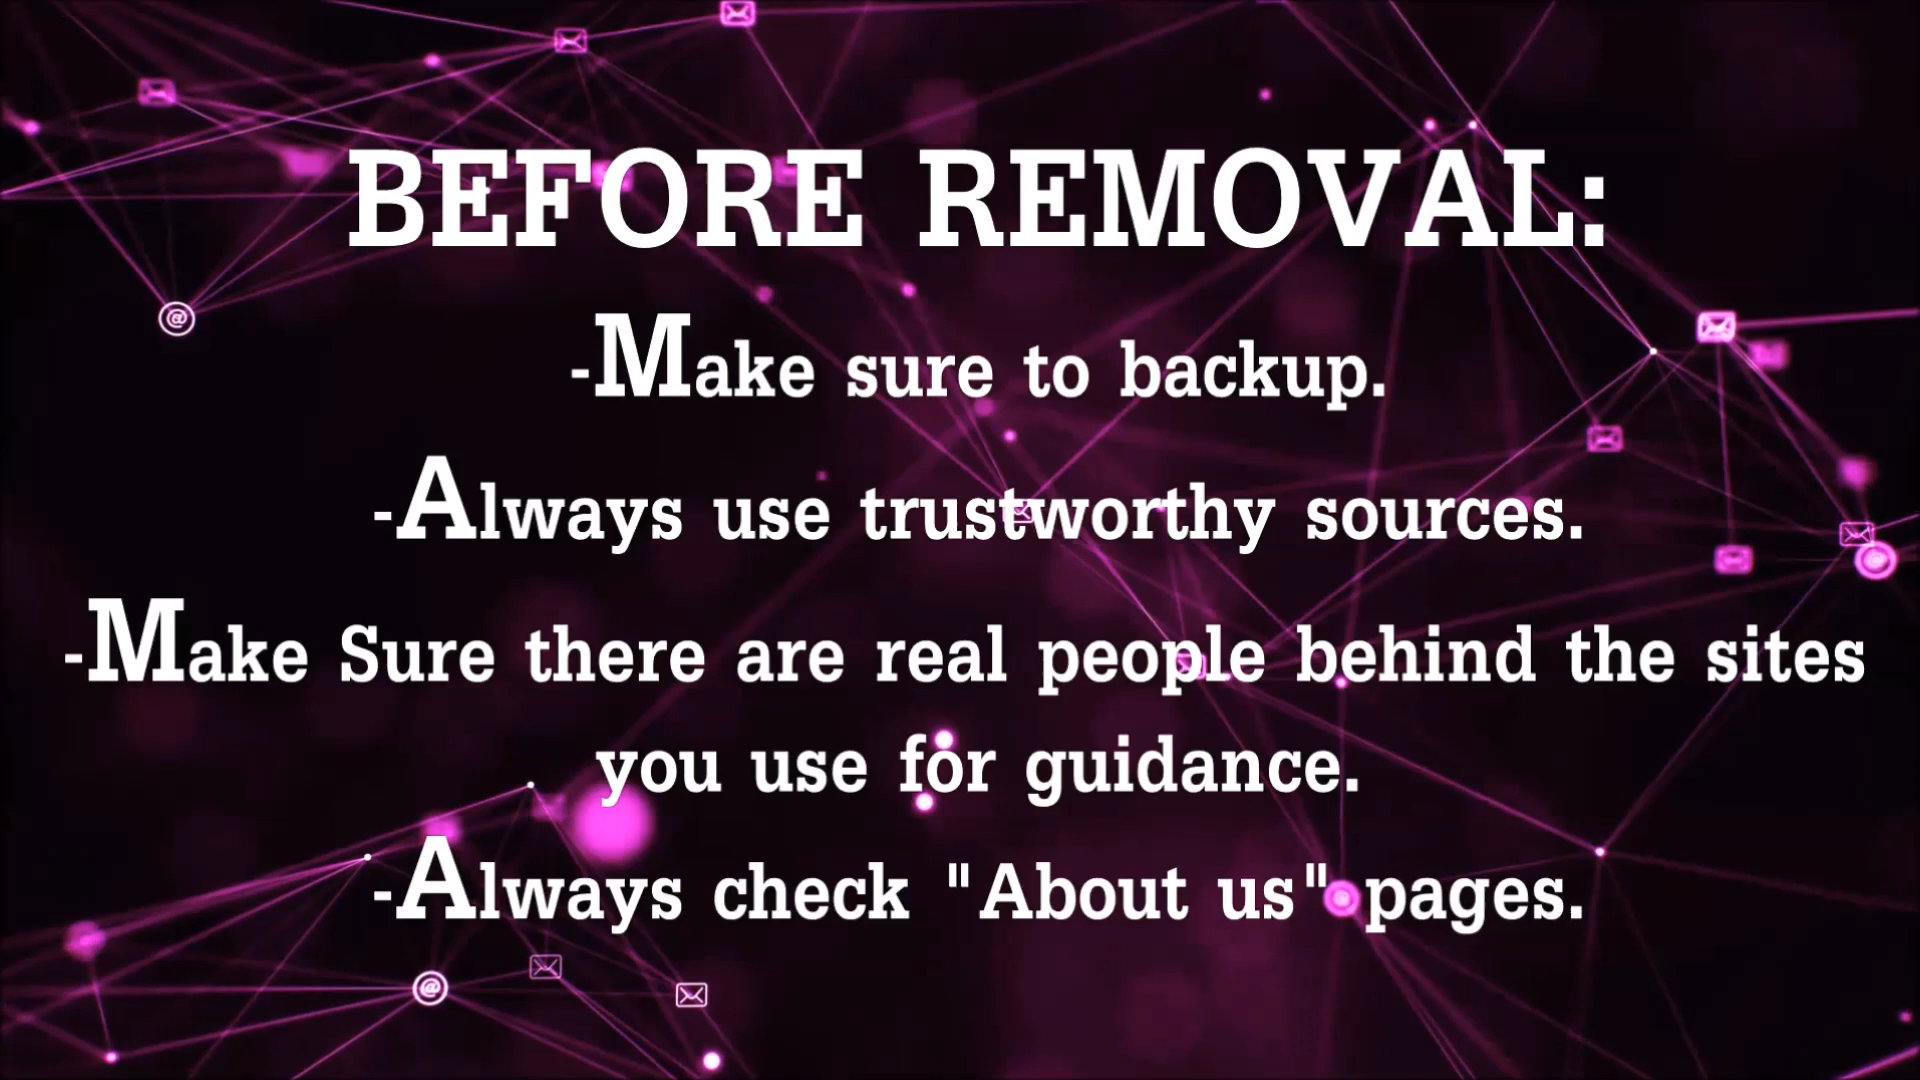 BEFORE REMOVAL:
-Make sure to backup.
-Always use trustworthy sources.
-Make Sure there are real people behind the sites
you use for guidance.
-Always check "About us" pages.